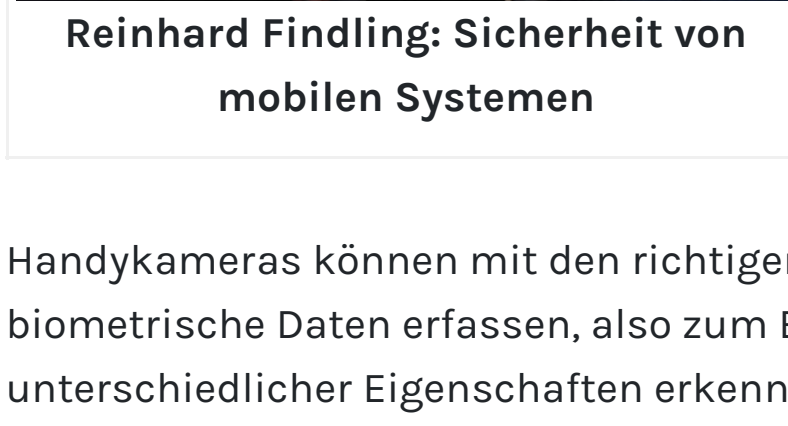 Reinhard Findling: Sicherheit von
mobilen Systemen
Handykameras können mit den
biometrische Daten erfassen, also zum
unterschiedlicher Eigenschaften